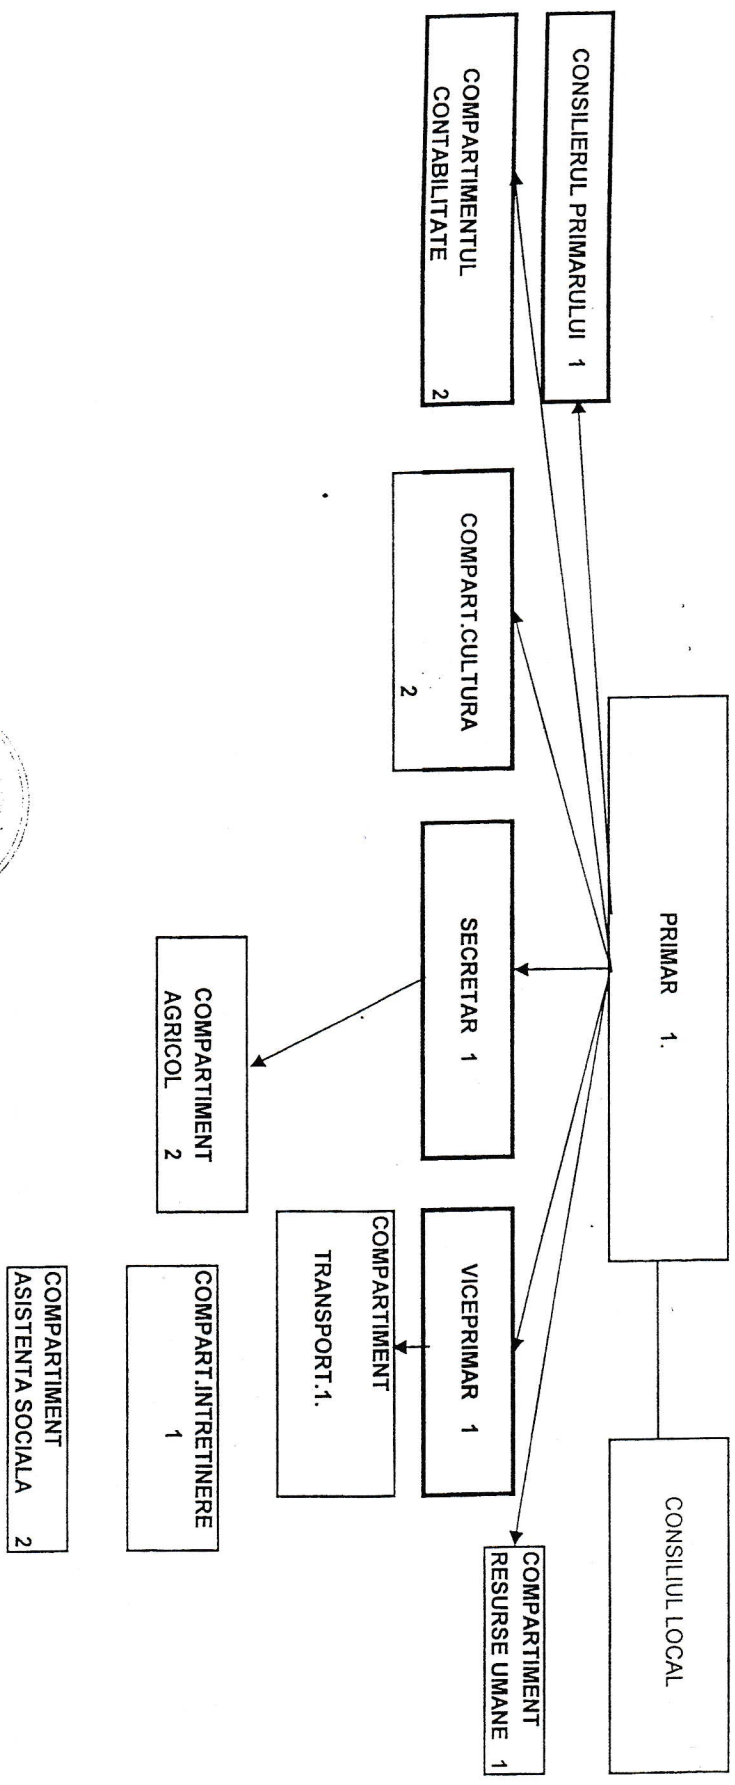 CONSILIUL LOCAL
PRIMAR 1.
CONSILIERUL PRIMARULUI 1
COMPARTIMENTUL
CONTABILITATE 2
COMPART.CULTURA
2
SECRETAR 1
VICEPRIMAR 1
COMPARTIMENT
RESURSE UMANE 1
COMPARTIMENT
AGRICOL 2
COMPARTIMENT
TRANSPORT.1.
COMPART.INTRETINERE
1
COMPARTIMENT
ASISTENTA SOCIALA 2